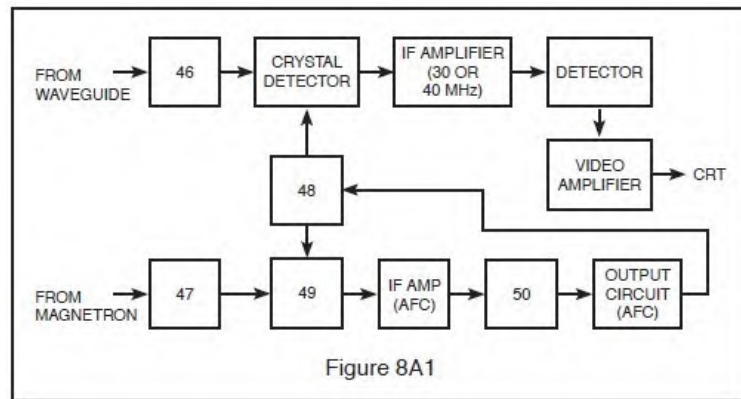 FROM
WAVEGUIDE
46
CRYSTAL
DETECTOR
IF AMPLIFIER
(30 OR
40 MHz)
DETECTOR
VIDEO
AMPLIFIER
CRT
48
FROM
MAGNETRON
47
49
IF AMP
(AFC)
50
OUTPUT
CIRCUIT
(AFC)
Figure 8A1